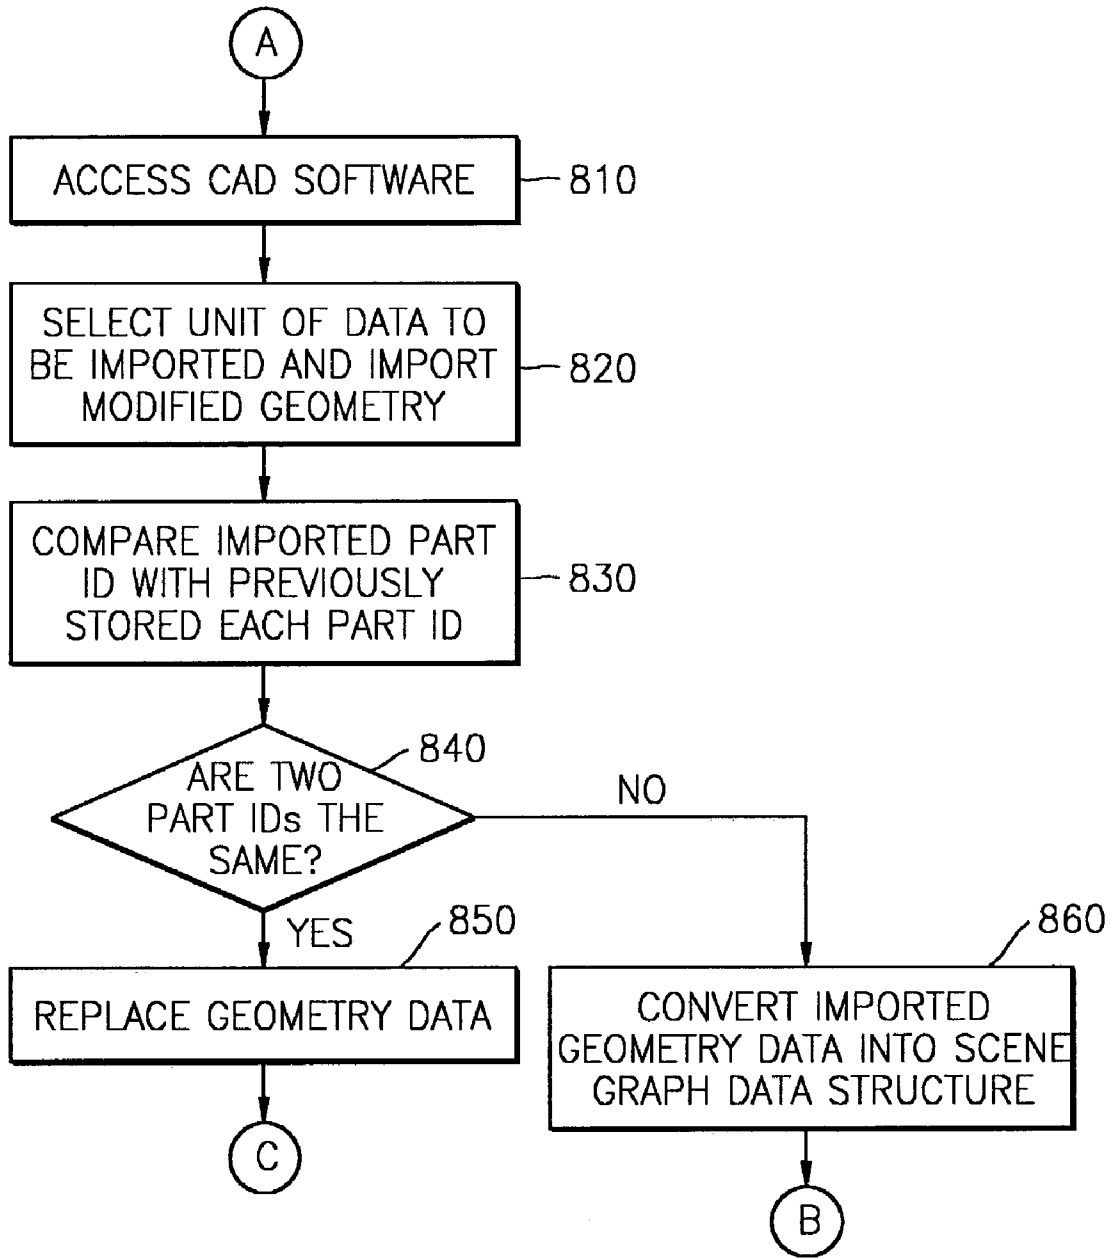 A
ACCESS CAD SOFTWARE
810
SELECT UNIT OF DATA TO
BE IMPORTED AND IMPORT
MODIFIED GEOMETRY
820
COMPARE IMPORTED PART
ID WITH PREVIOUSLY
STORED EACH PART ID
830
840
ARE TWO
PART IDs THE
SAME?
NO
YES
850
REPLACE GEOMETRY DATA
C
860
CONVERT IMPORTED
GEOMETRY DATA INTO SCENE
GRAPH DATA STRUCTURE
B